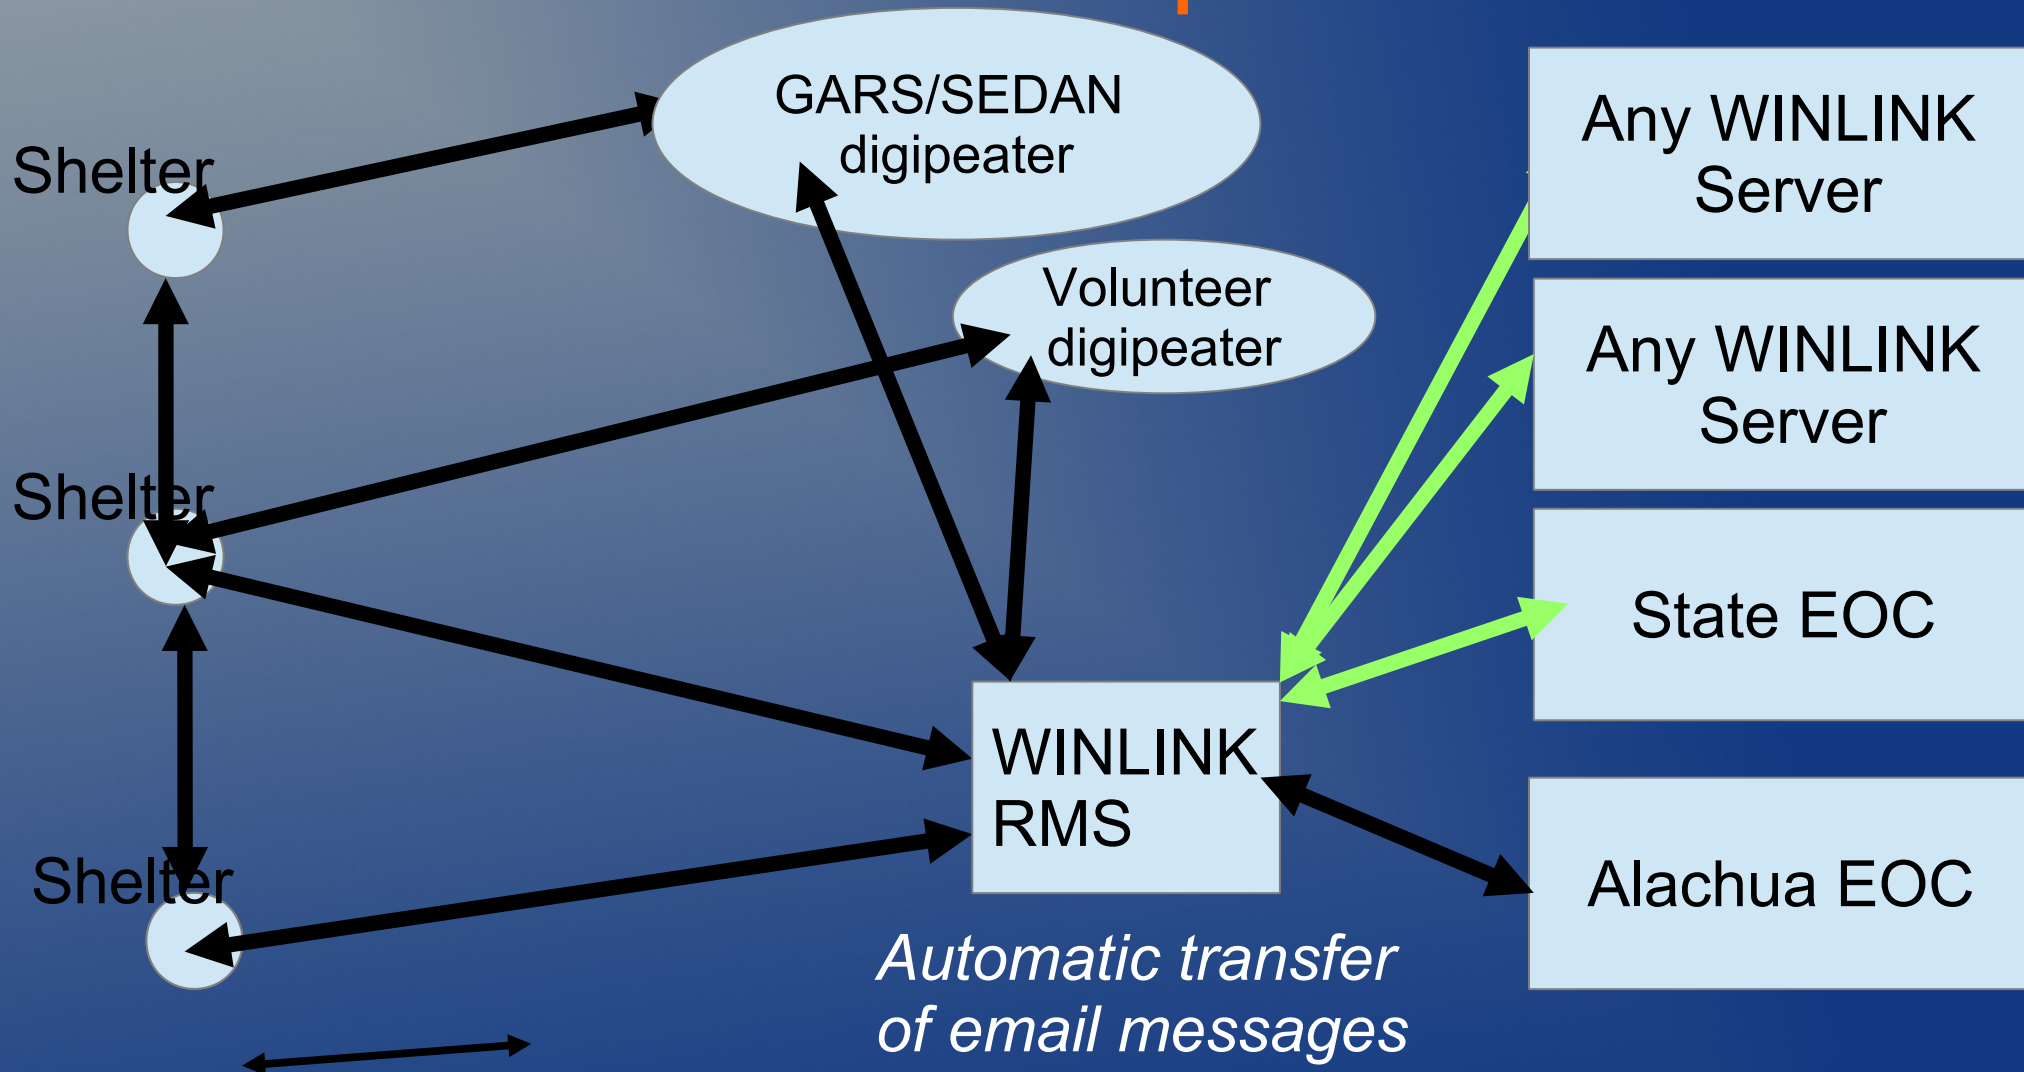 GARS/SEDAN
digipeater
Any WINLINK
Server
Shelter
Volunteer
digipeater
Any WINLINK
Server
Shelter
State EOC
WINLINK
RMS
Shelter
Alachua EOC
Automatic transfer
of email messages